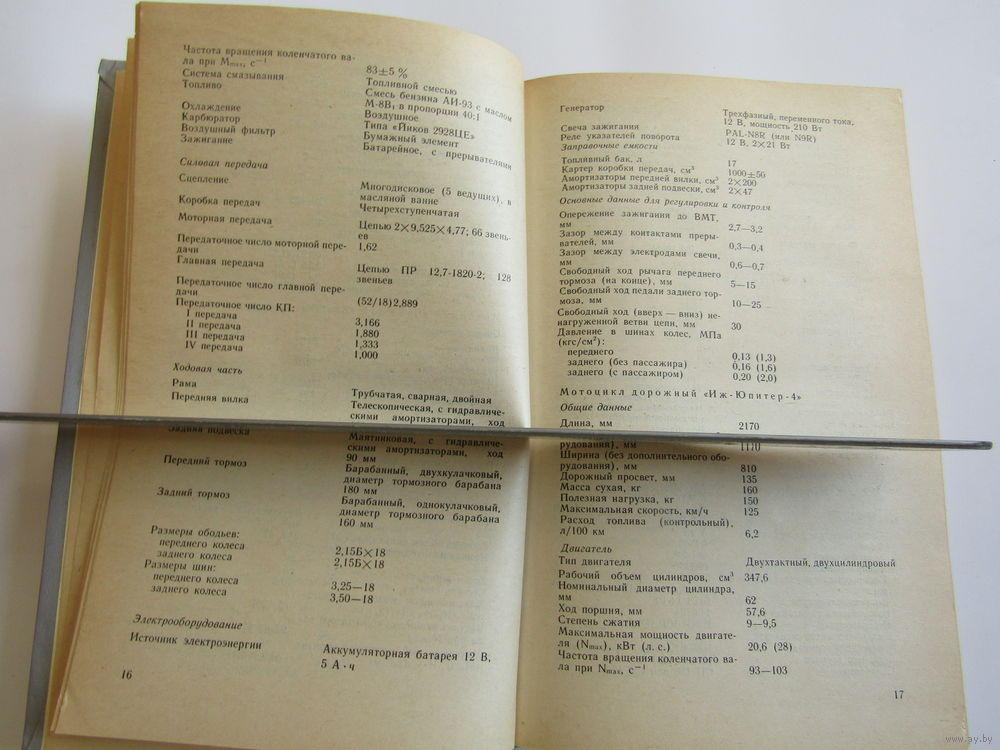 Частота вращения коленчатого ва-
ла при Mmax, с−1 83±5 %
Система смазывания Топливной смесью
Топливо Смесь бензина АИ-93 с маслом
М-8В1 в пропорции 40:1
Охлаждение Воздушное
Карбюратор Типа «Йиков 2928ЦЕ»
Воздушный фильтр Бумажный элемент
Зажигание Батарейное, с прерывателями
Силовая передача
Сцепление Многодисковое (5 ведущих), в
масляной ванне
Коробка передач Четырехступенчатая
Моторная передача Цепью 2×9,525×4,77; 66 звень-
ев
Передаточное число моторной пере-
дачи 1,62
Главная передача Цепью ПР 12,7-1820-2; 128
звеньев
Передаточное число главной пере-
дачи (52/18) 2,889
Передаточное число КП:
I передача 3,166
II передача 1,880
III передача 1,333
IV передача 1,000
Ходовая часть
Рама Трубчатая, сварная, двойная
Передняя вилка Телескопическая, с гидравличе-
скими амортизаторами, ход
Задняя подвеска Маятниковая, с гидравличе-
скими амортизаторами, ход
90 мм
Передний тормоз Барабанный, двухкулачковый,
диаметр тормозного барабана
180 мм
Задний тормоз Барабанный, однокулачковый,
диаметр тормозного барабана
160 мм
Размеры ободьев:
переднего колеса 2,15Б×18
заднего колеса 2,15Б×18
Размеры шин:
переднего колеса 3,25—18
заднего колеса 3,50—18
Электрооборудование
Источник электроэнергии Аккумуляторная батарея 12 В,
5 А·ч
16
Генератор Трехфазный, переменного тока,
12 В, мощность 210 Вт
Свеча зажигания PAL-N8R (или N9R)
Реле указателей поворота 12 В, 2×21 Вт
Заправочные емкости
Топливный бак, л 17
Картер коробки передач, см3 1000±50
Амортизаторы передней вилки, см3 2×200
Амортизаторы задней подвески, см3 2×47
Основные данные для регулировки и контроля
Опережение зажигания до ВМТ,
мм 2,7—3,2
Зазор между контактами преры-
вателей, мм 0,3—0,4
Зазор между электродами свечи,
мм 0,6—0,7
Свободный ход рычага переднего
тормоза (на конце), мм 5—15
Свободный ход педали заднего тор-
моза, мм 10—25
Свободный ход (вверх — вниз) не-
нагруженной ветви цепи, мм 30
Давление в шинах колес, МПа
(кгс/см2):
переднего 0,13 (1,3)
заднего (без пассажира) 0,16 (1,6)
заднего (с пассажиром) 0,20 (2,0)
Мотоцикл дорожный «Иж-Юпитер-4»
Общие данные
Длина, мм 2170
рудования), мм 1170
Ширина (без дополнительного обо-
рудования), мм 810
Дорожный просвет, мм 135
Масса сухая, кг 160
Полезная нагрузка, кг 150
Максимальная скорость, км/ч 125
Расход топлива (контрольный),
л/100 км 6,2
Двигатель
Тип двигателя Двухтактный, двухцилиндровый
Рабочий объем цилиндров, см3 347,6
Номинальный диаметр цилиндра,
мм 62
Ход поршня, мм 57,6
Степень сжатия 9—9,5
Максимальная мощность двигате-
ля (Nmax), кВт (л. с.) 20,6 (28)
Частота вращения коленчатого ва-
ла при Nmax, с−1 93—103
17
www.ay.by